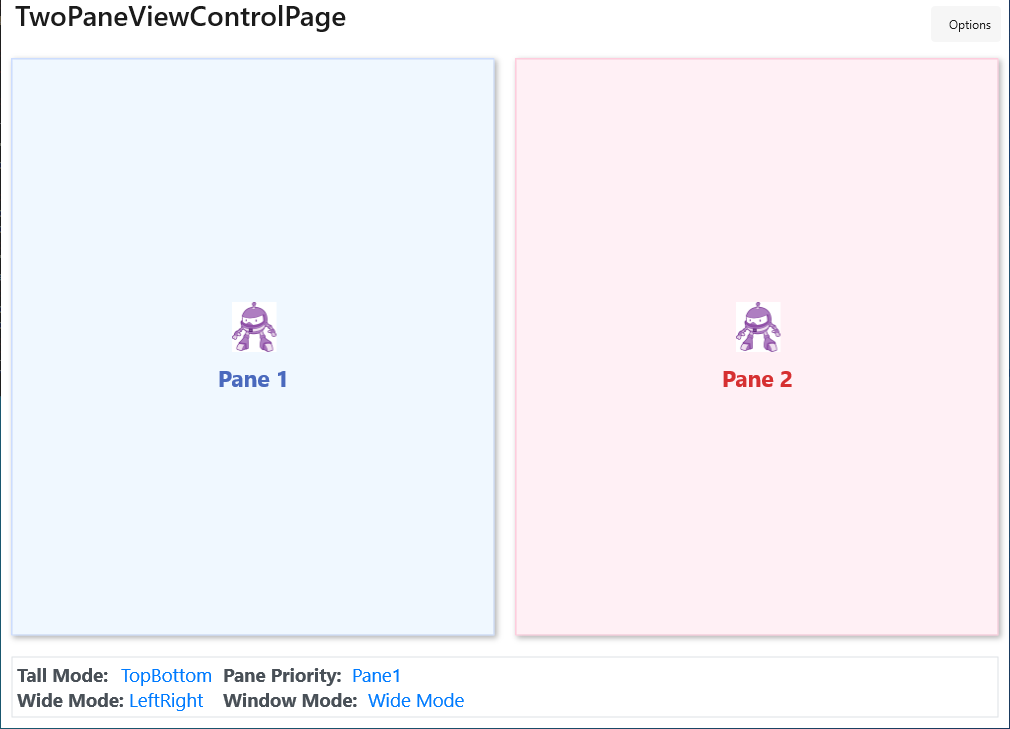 TwoPaneViewControlPage
Options
Pane 1
Pane 2
Tall Mode: TopBottom Pane Priority: Pane1
Wide Mode: LeftRight Window Mode: Wide Mode